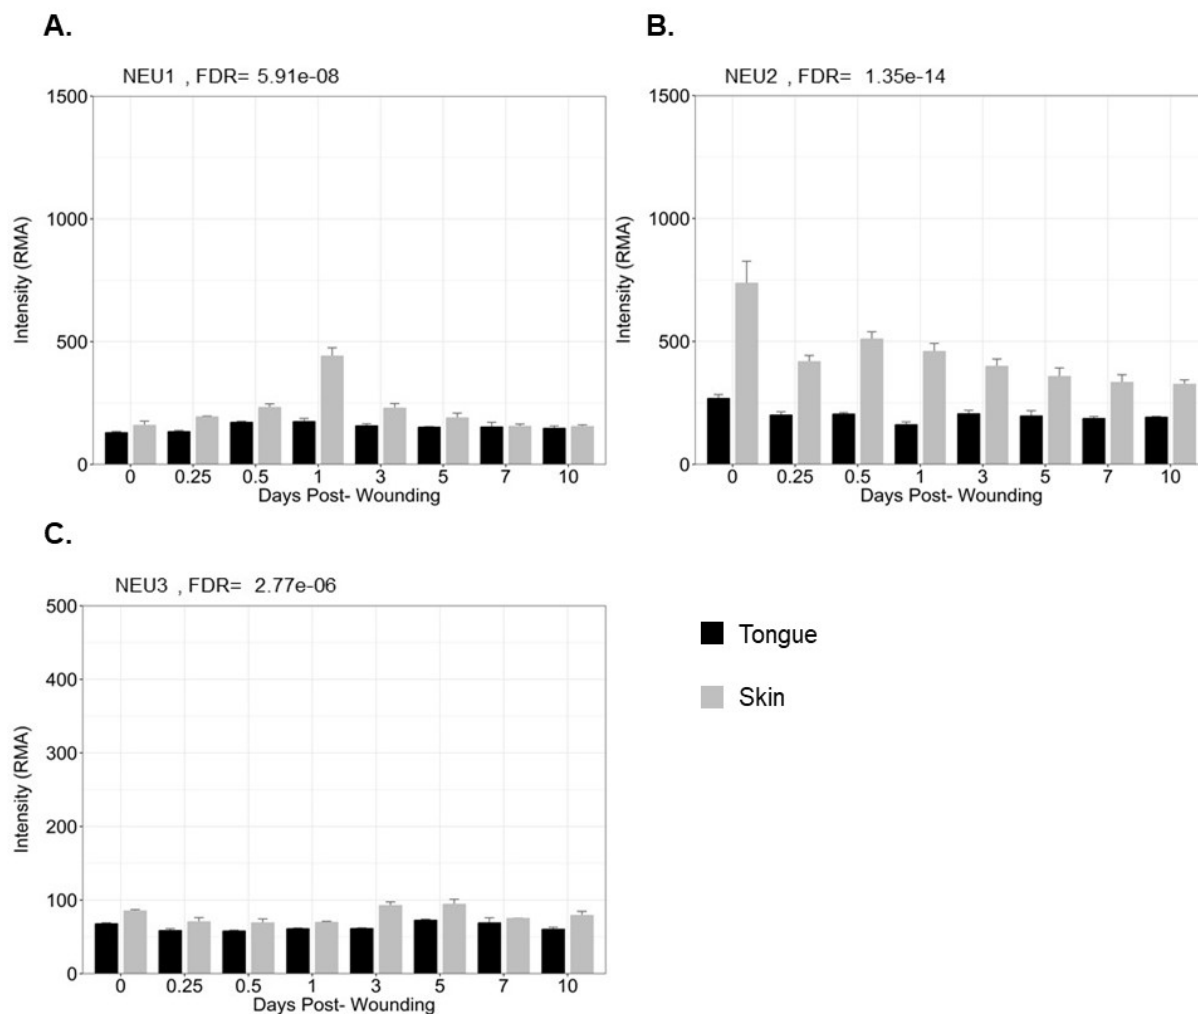 A.
NEU1 , FDR= 5.91e-08
1500
1000
500
0
Intensity (RMA)
0 0.25 0.5 1 3 5 7 10
Days Post- Wounding
B.
NEU2 , FDR= 1.35e-14
1500
1000
500
0
Intensity (RMA)
0 0.25 0.5 1 3 5 7 10
Days Post- Wounding
C.
NEU3 , FDR= 2.77e-06
500
400
300
200
100
0
Intensity (RMA)
0 0.25 0.5 1 3 5 7 10
Days Post- Wounding
Tongue
Skin